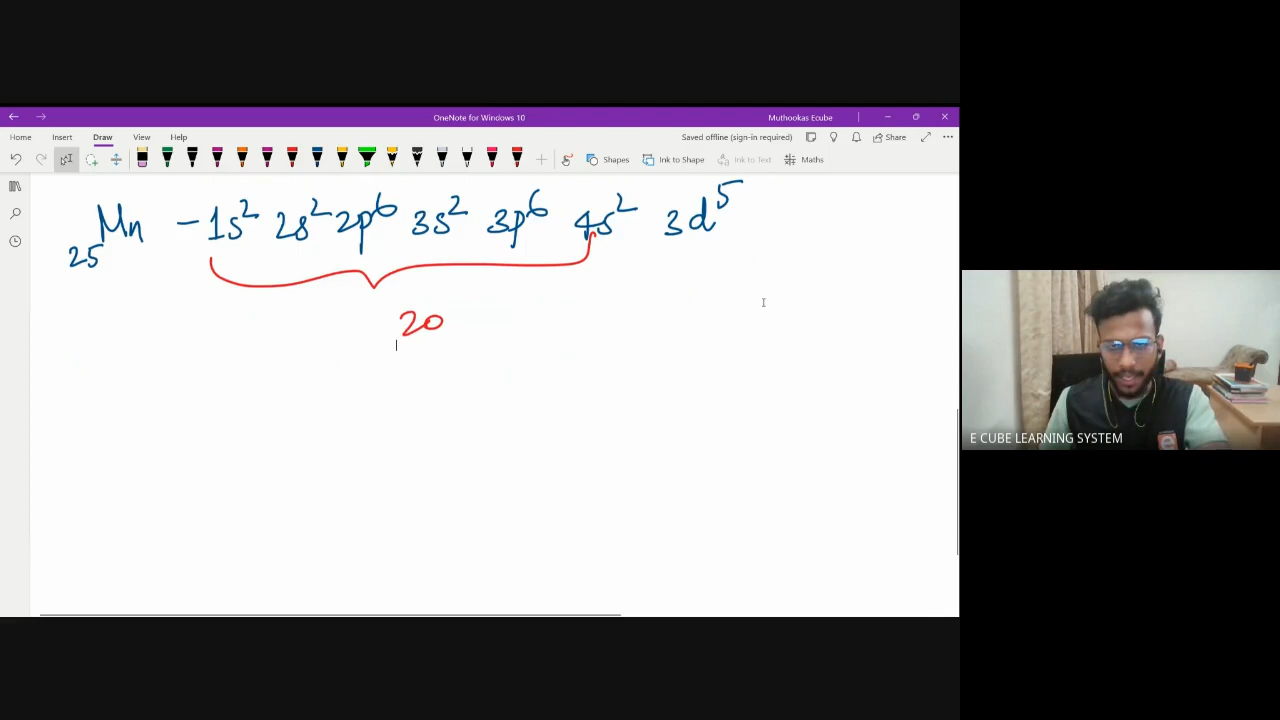 OneNote for Windows 10
Muthookas Ecube
Home Insert Draw View Help
Saved offline (sign-in required)
Share
Shapes
Ink to Shape
Ink to Text
Maths
₂₅Mn - 1s² 2s² 2p⁶ 3s² 3p⁶ 4s² 3d⁵
20
E CUBE LEARNING SYSTEM